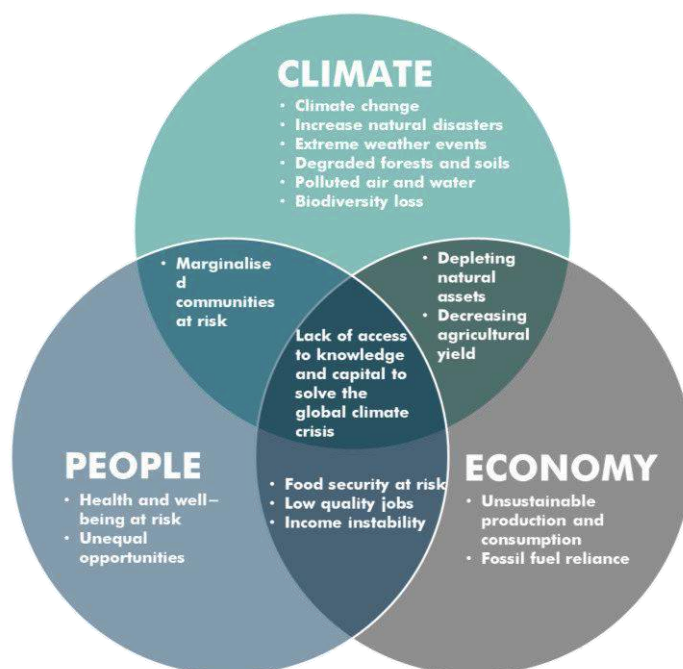 CLIMATE
• Climate change
• Increase natural disasters
• Extreme weather events
• Degraded forests and soils
• Polluted air and water
• Biodiversity loss
• Marginalise
d
communities
at risk
• Depleting
natural
assets
• Decreasing
agricultural
yield
Lack of access
to knowledge
and capital to
solve the
global climate
crisis
PEOPLE
• Health and well–
being at risk
• Unequal
opportunities
• Food security at risk
• Low quality jobs
• Income instability
ECONOMY
• Unsustainable
production and
consumption
• Fossil fuel reliance